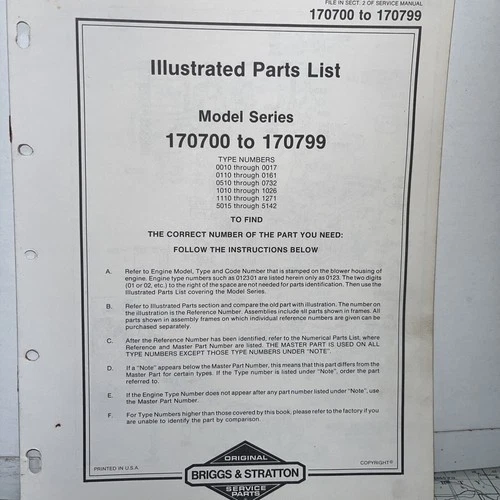 FILE IN SECT. 2 OF SERVICE MANUAL
170700 to 170799
Illustrated Parts List
Model Series
170700 to 170799
TYPE NUMBERS
0010 through 0017
0110 through 0161
0510 through 0732
1010 through 1026
1110 through 1271
5015 through 5142
TO FIND
THE CORRECT NUMBER OF THE PART YOU NEED:
FOLLOW THE INSTRUCTIONS BELOW
A. Refer to Engine Model, Type and Code Number that is stamped on the blower housing of
engine. Engine type numbers such as 012301 are listed herein only as 0123. The two digits
(01 or 02, etc.) to the right of the space are not needed for parts identification. Then use the
Illustrated Parts List covering the Model Series.
B. Refer to Illustrated Parts section and compare the old part with illustration. The number on
the illustration is the Reference Number. Assemblies include all parts shown in frames. All
parts shown in assembly frames on which individual reference numbers are given can be
purchased separately.
C. After the Reference Number has been identified, refer to the Numerical Parts List, where
Reference and Master Part Number are listed. THE MASTER PART IS USED ON ALL
TYPE NUMBERS EXCEPT THOSE TYPE NUMBERS UNDER "NOTE".
D. If a "Note" appears below the Master Part Number, this means that this part differs from the
Master Part for certain types. If the Type number is listed under "Note", order the part
referred to.
E. If the Engine Type Number does not appear after any part number listed under "Note", use
the Master Part Number.
F. For Type Numbers higher than those covered by this book, please refer to the factory if you
are unable to identify the part by comparison.
PRINTED IN U.S.A.
COPYRIGHT©
ORIGINAL
BRIGGS & STRATTON
SERVICE
PARTS